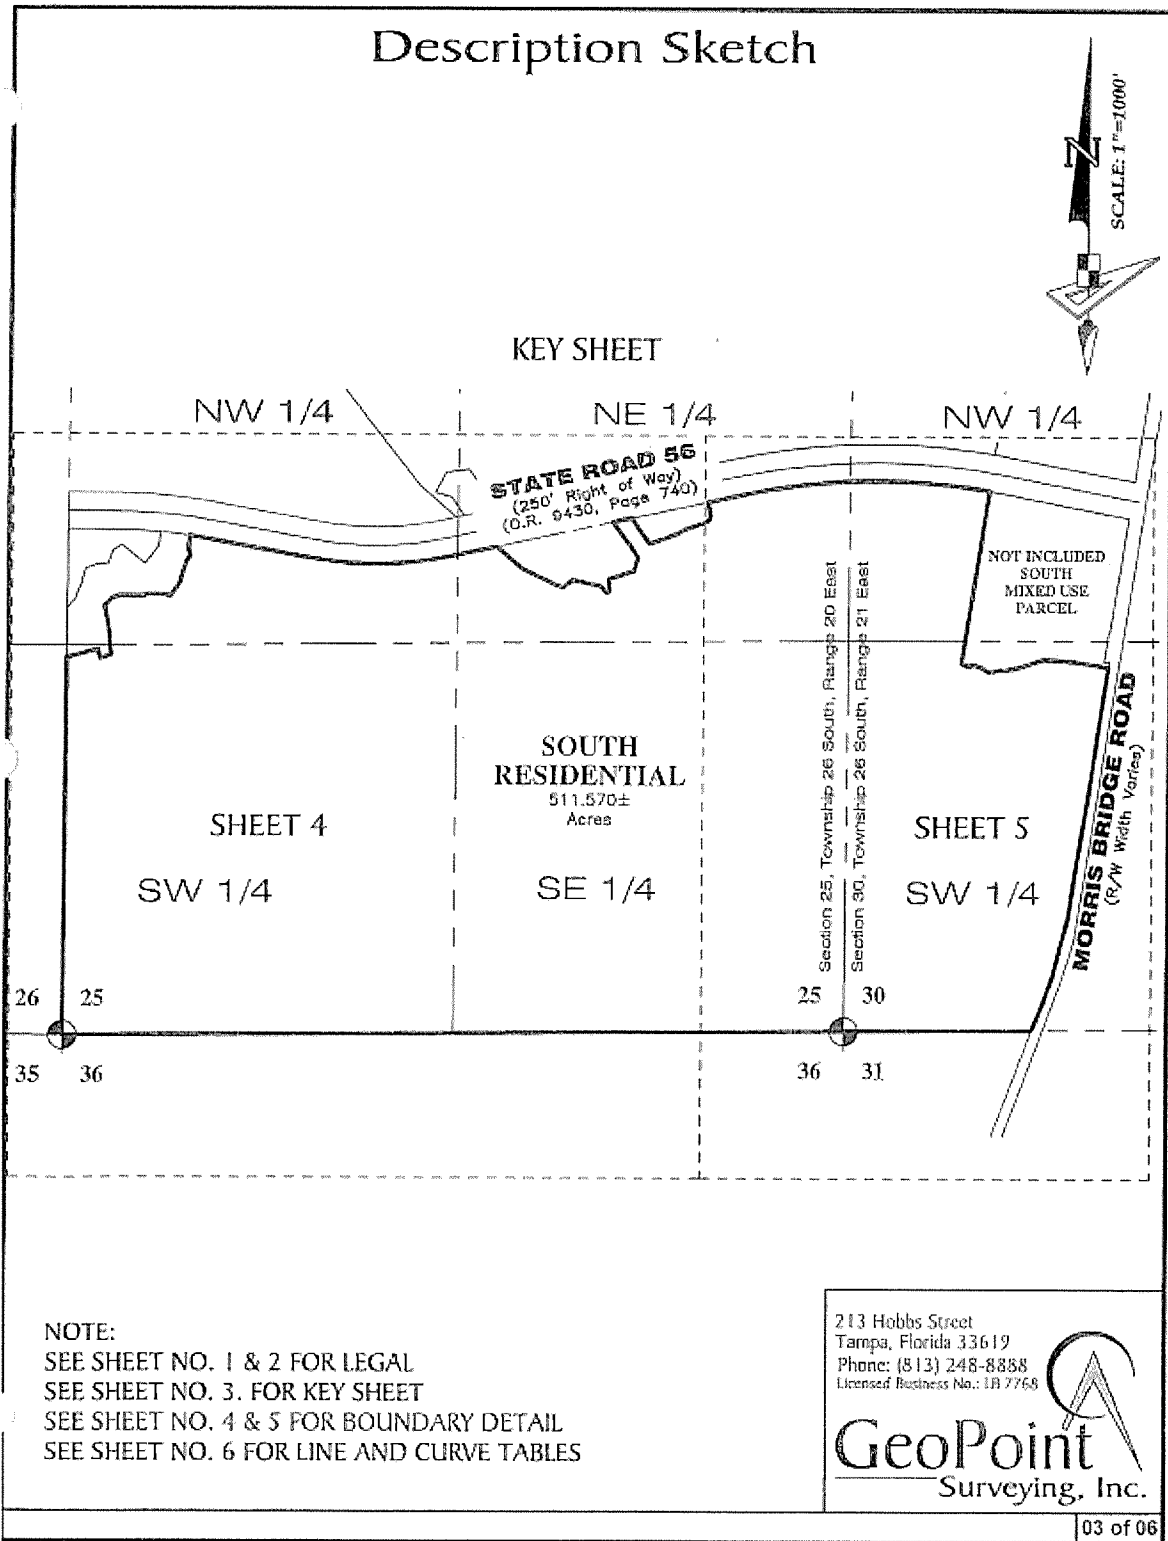 Description Sketch
N
SCALE: 1"=1000'
KEY SHEET
NW 1/4
NE 1/4
NW 1/4
STATE ROAD 56
(250' Right of Way)
(O.R. 9430, Page 740)
NOT INCLUDED
SOUTH
MIXED USE
PARCEL
Section 25, Township 26 South, Range 20 East
Section 30, Township 26 South, Range 21 East
SOUTH
RESIDENTIAL
511.570±
Acres
SHEET 4
SHEET 5
SW 1/4
SE 1/4
SW 1/4
MORRIS BRIDGE ROAD
(R/W Width Varies)
26 25
25 30
35 36
36 31
NOTE:
SEE SHEET NO. 1 & 2 FOR LEGAL
SEE SHEET NO. 3. FOR KEY SHEET
SEE SHEET NO. 4 & 5 FOR BOUNDARY DETAIL
SEE SHEET NO. 6 FOR LINE AND CURVE TABLES
213 Hobbs Street
Tampa, Florida 33619
Phone: (813) 248-8888
Licensed Business No.: LB 7768
GeoPoint
Surveying, Inc.
03 of 06